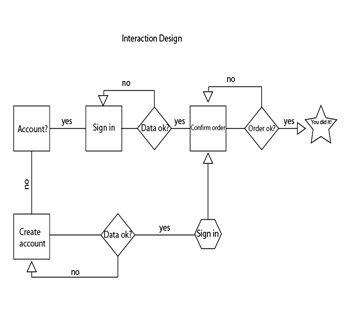 Interaction Design
no
no
Account?
yes
Sign in
Data ok?
yes
Confirm order
Order ok?
yes
You did it!
no
Create
account
Data ok?
yes
Sign in
no